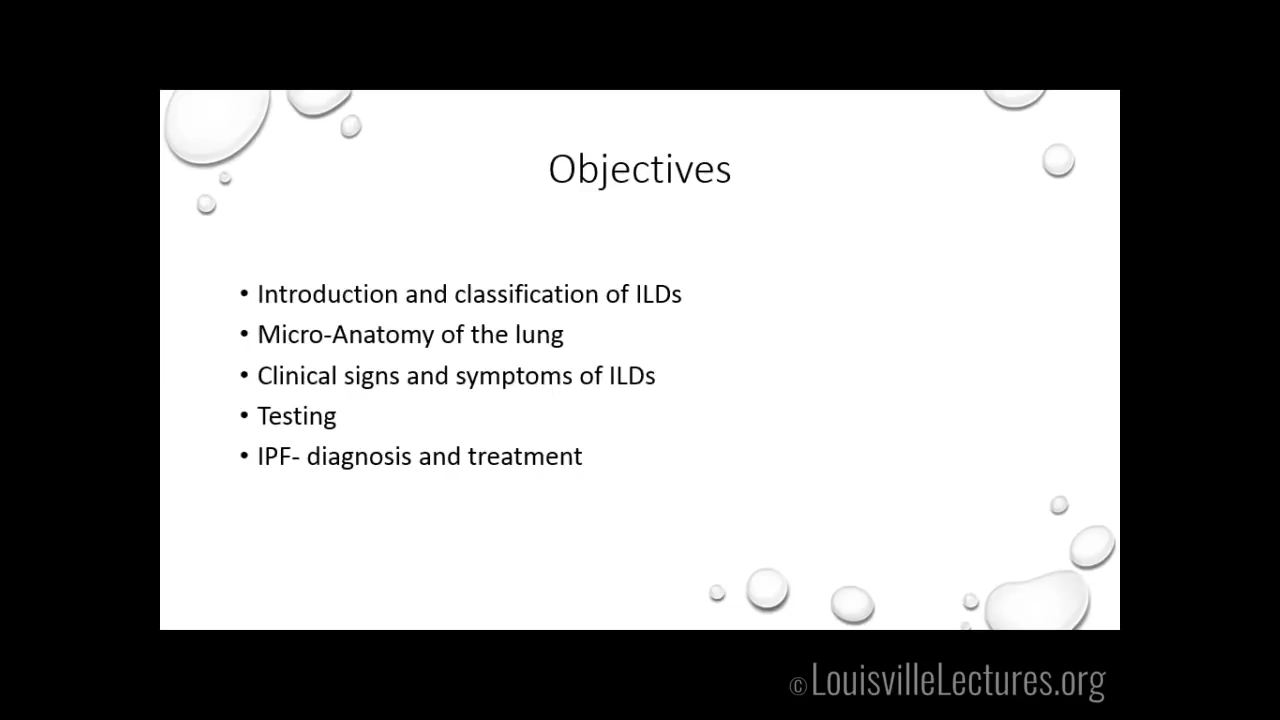 Objectives
• Introduction and classification of ILDs
• Micro-Anatomy of the lung
• Clinical signs and symptoms of ILDs
• Testing
• IPF- diagnosis and treatment
© LouisvilleLectures.org